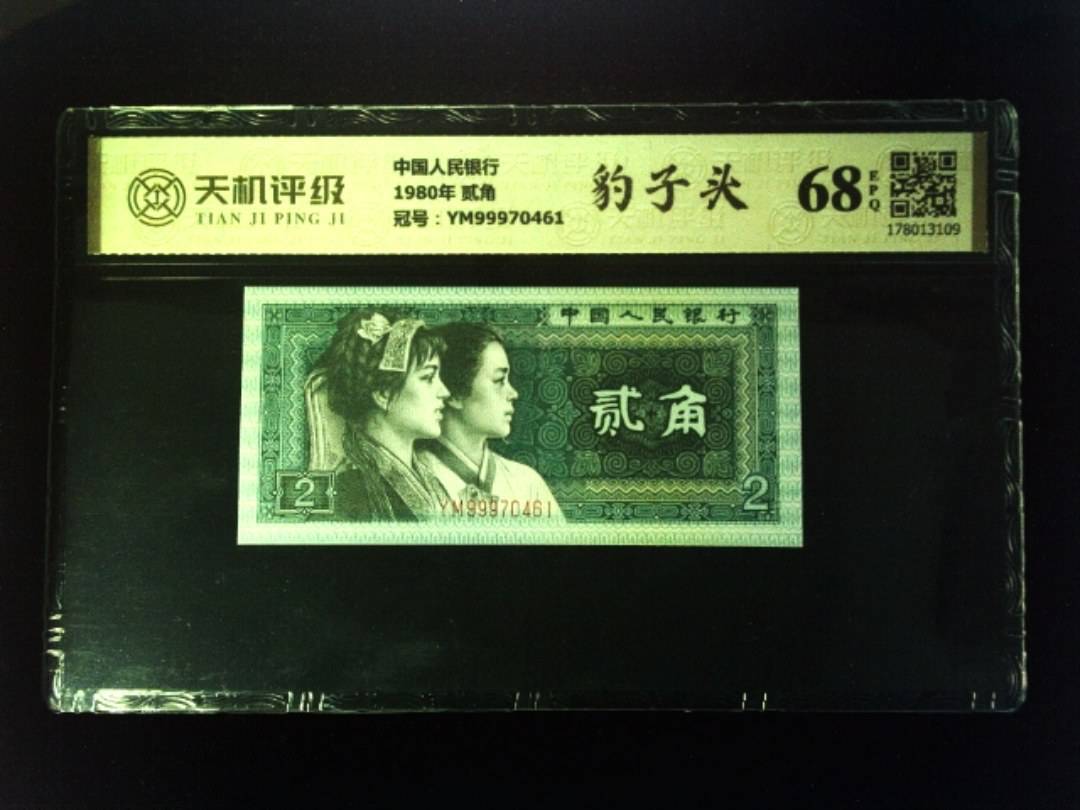 天机评级
TIAN JI PING JI
中国人民银行
1980年 贰角
冠号：YM99970461
豹子头
68
EPQ
178013109
中国人民银行
贰角
2
YM99970461
2